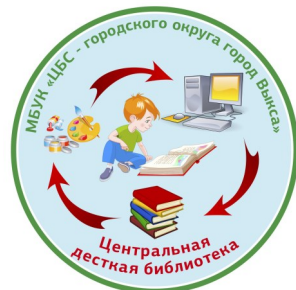 МБУК «ЦБС - городского округа город Выкса»
Центральная
десткая библиотека